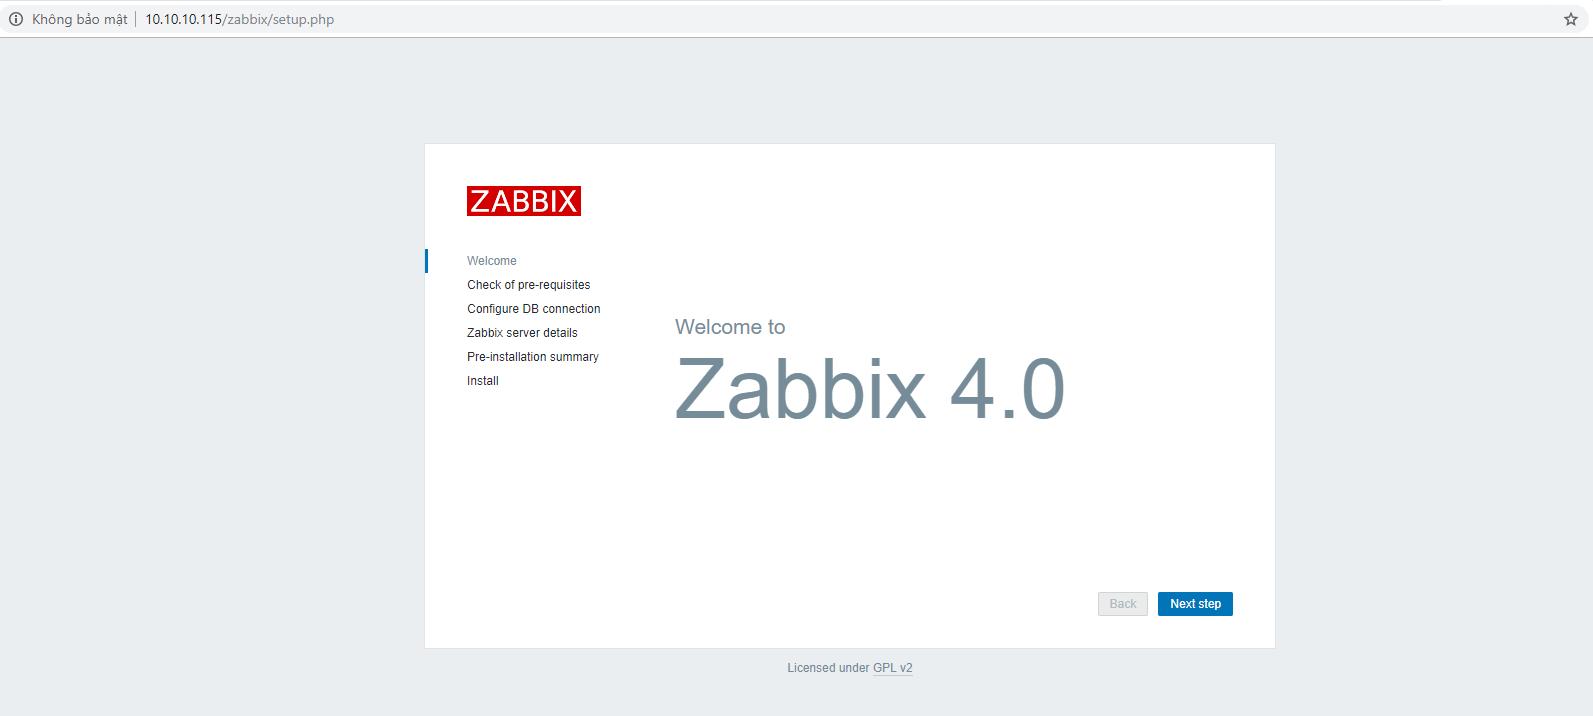 Không bảo mật | 10.10.10.115/zabbix/setup.php
ZABBIX
Welcome
Check of pre-requisites
Configure DB connection
Zabbix server details
Pre-installation summary
Install
Welcome to
Zabbix 4.0
Back Next step
Licensed under GPL v2